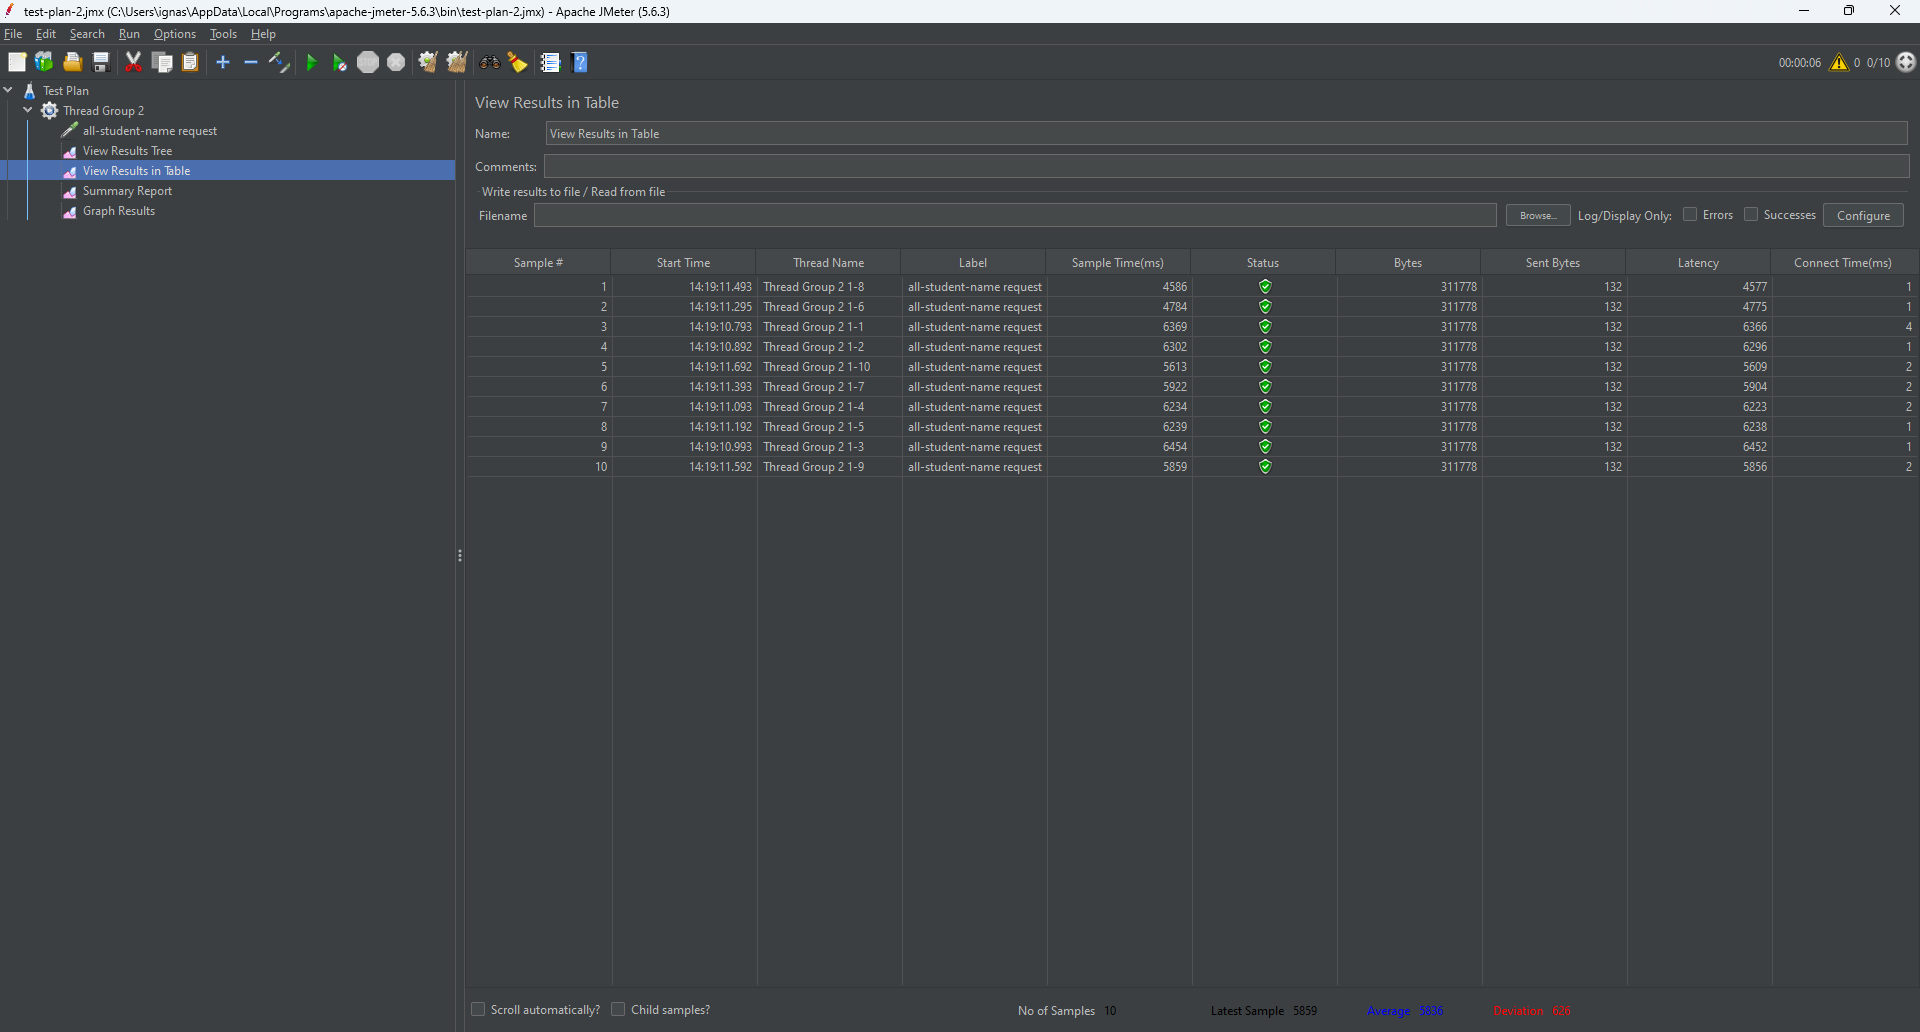 test-plan-2.jmx (C:\Users\ignas\AppData\Local\Programs\apache-jmeter-5.6.3\bin\test-plan-2.jmx) - Apache JMeter (5.6.3)
File Edit Search Run Options Tools Help
STOP ? 00:00:06 0 0/10
Test Plan
Thread Group 2
all-student-name request
View Results Tree
View Results in Table
Summary Report
Graph Results
View Results in Table
Name: View Results in Table
Comments:
Write results to file / Read from file
Filename Browse... Log/Display Only: Errors Successes Configure
Sample # Start Time Thread Name Label Sample Time(ms) Status Bytes Sent Bytes Latency Connect Time(ms)
1 14:19:11.493 Thread Group 2 1-8 all-student-name request 4586 311778 132 4577 1
2 14:19:11.295 Thread Group 2 1-6 all-student-name request 4784 311778 132 4775 1
3 14:19:10.793 Thread Group 2 1-1 all-student-name request 6369 311778 132 6366 4
4 14:19:10.892 Thread Group 2 1-2 all-student-name request 6302 311778 132 6296 1
5 14:19:11.692 Thread Group 2 1-10 all-student-name request 5613 311778 132 5609 2
6 14:19:11.393 Thread Group 2 1-7 all-student-name request 5922 311778 132 5904 2
7 14:19:11.093 Thread Group 2 1-4 all-student-name request 6234 311778 132 6223 2
8 14:19:11.192 Thread Group 2 1-5 all-student-name request 6239 311778 132 6238 1
9 14:19:10.993 Thread Group 2 1-3 all-student-name request 6454 311778 132 6452 1
10 14:19:11.592 Thread Group 2 1-9 all-student-name request 5859 311778 132 5856 2
Scroll automatically? Child samples? No of Samples 10 Latest Sample 5859 Average 5836 Deviation 626